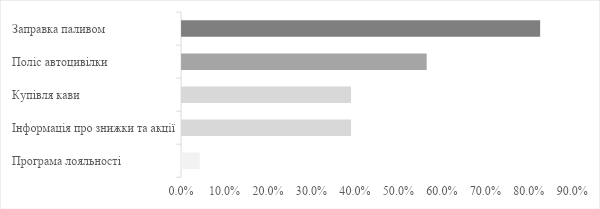 Заправка паливом
Поліс автоцивілки
Купівля кави
Інформація про знижки та акції
Програма лояльності
0.0% 10.0% 20.0% 30.0% 40.0% 50.0% 60.0% 70.0% 80.0% 90.0%